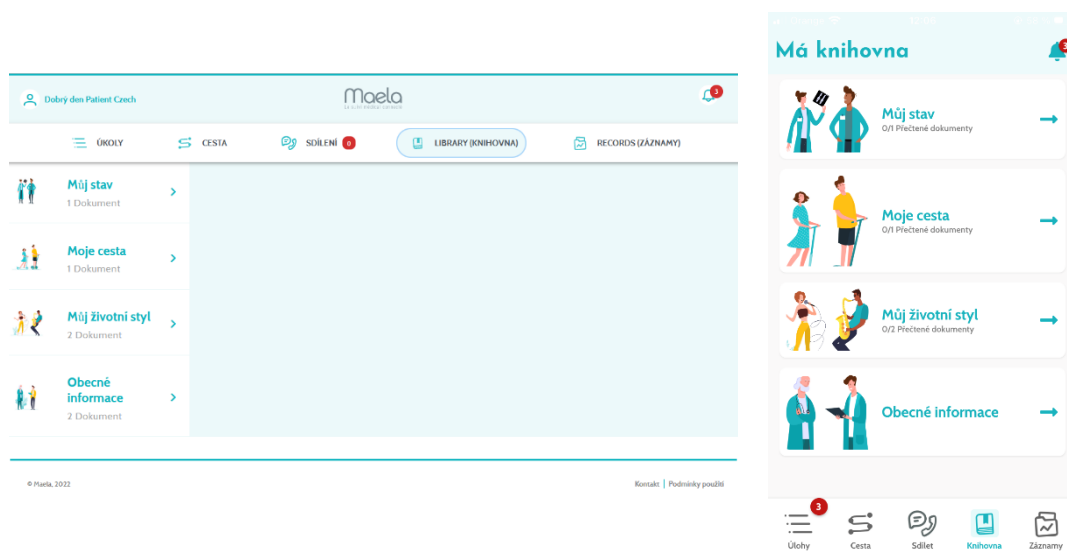 Dobrý den Patient Czech
Maela
3
ÚKOLY
CESTA
SDÍLENÍ 0
LIBRARY (KNIHOVNA)
RECORDS (ZÁZNAMY)
Můj stav
1 Dokument
Moje cesta
1 Dokument
Můj životní styl
2 Dokument
Obecné
informace
2 Dokument
© Maela, 2022
Kontakt | Podmínky použití
Má knihovna
3
Můj stav
0/1 Přečtené dokumenty
Moje cesta
0/1 Přečtené dokumenty
Můj životní styl
0/2 Přečtené dokumenty
Obecné informace
3
Úlohy
Cesta
Sdílet
Knihovna
Záznamy